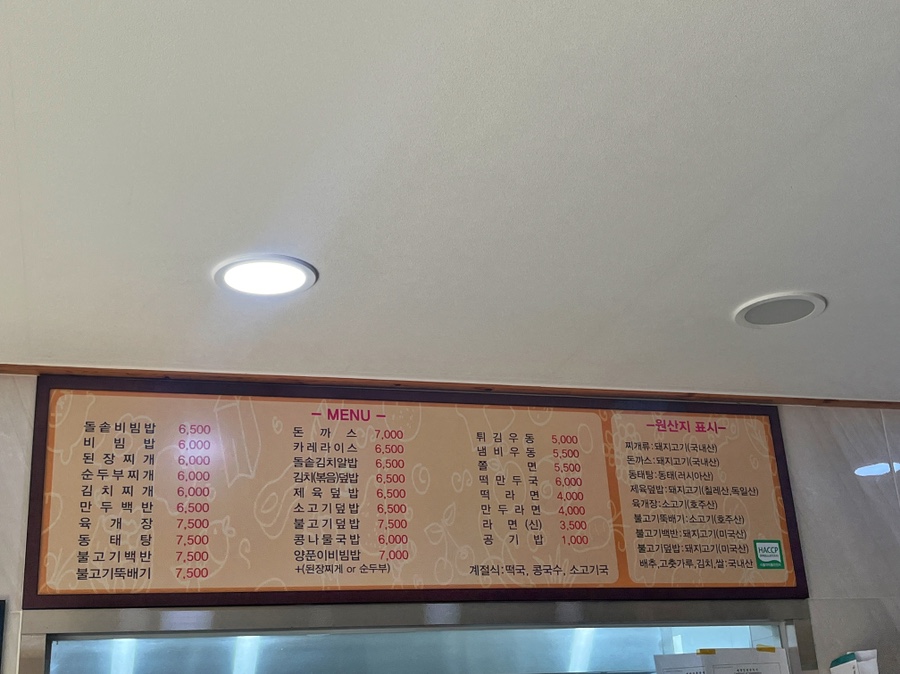 - MENU -
돌솥비빔밥 6,500
비빔밥 6,000
된장찌개 6,000
순두부찌개 6,000
김치찌개 6,000
만두백반 6,500
육개장 7,500
동태탕 7,500
불고기백반 7,500
불고기뚝배기 7,500
돈까스 7,000
카레라이스 6,500
돌솥김치알밥 6,500
김치(볶음)덮밥 6,500
제육덮밥 6,500
소고기덮밥 6,500
불고기덮밥 7,500
콩나물국밥 6,000
양푼이비빔밥 7,000
+(된장찌게 or 순두부)
튀김우동 5,000
냄비우동 5,500
쫄면 5,500
떡만두국 6,000
떡라면 4,000
만두라면 4,000
라면(신) 3,500
공기밥 1,000
계절식:떡국, 콩국수, 소고기국
-원산지 표시-
찌개류:돼지고기(국내산)
돈까스:돼지고기(국내산)
동태탕:동태(러시아산)
제육덮밥:돼지고기(칠레산,독일산)
육개장:소고기(호주산)
불고기뚝배기:소고기(호주산)
불고기백반:돼지고기(미국산)
불고기덮밥:돼지고기(미국산)
배추,고춧가루,김치,쌀:국내산
HACCP